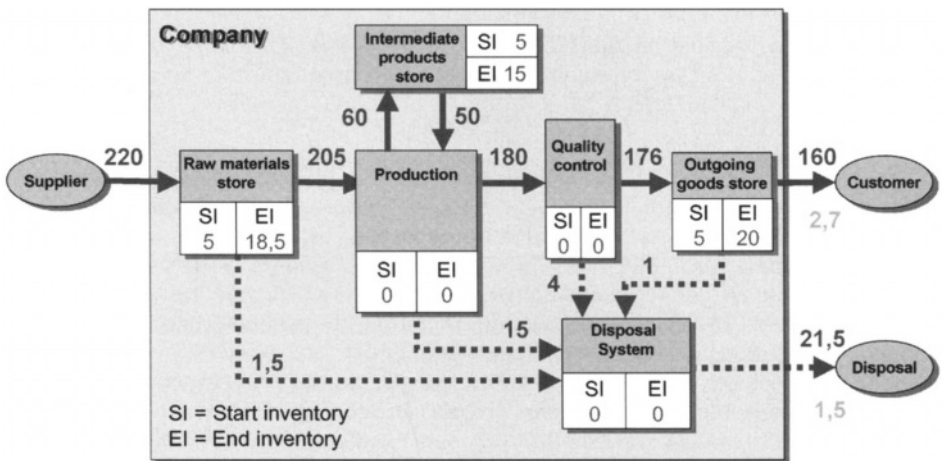 Company
Intermediate
products
store
SI 5
EI 15
60
50
Supplier
220
Raw materials
store
SI EI
5 18,5
205
Production
SI EI
0 0
180
Quality
control
SI EI
0 0
176
Outgoing
goods store
SI EI
5 20
160
Customer
2,7
4
1
15
1,5
Disposal
System
SI EI
0 0
21,5
Disposal
1,5
SI = Start inventory
EI = End inventory